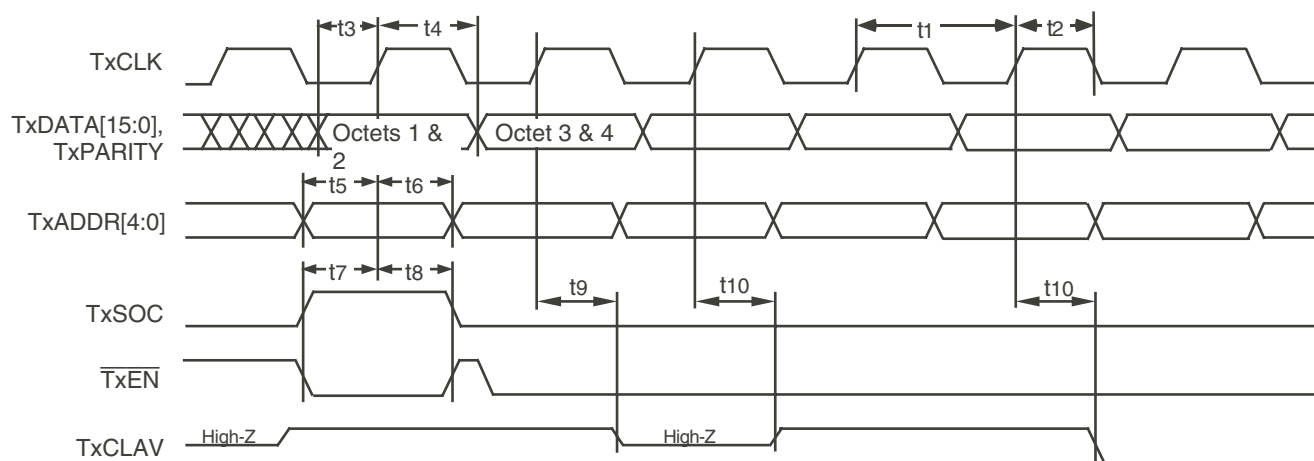 t3
t4
t1
t2
TxCLK
TxDATA[15:0],
TxPARITY
Octets 1 &
2
Octet 3 & 4
t5
t6
TxADDR[4:0]
t7
t8
t9
t10
t10
TxSOC
TxEN
TxCLAV
High-Z
High-Z